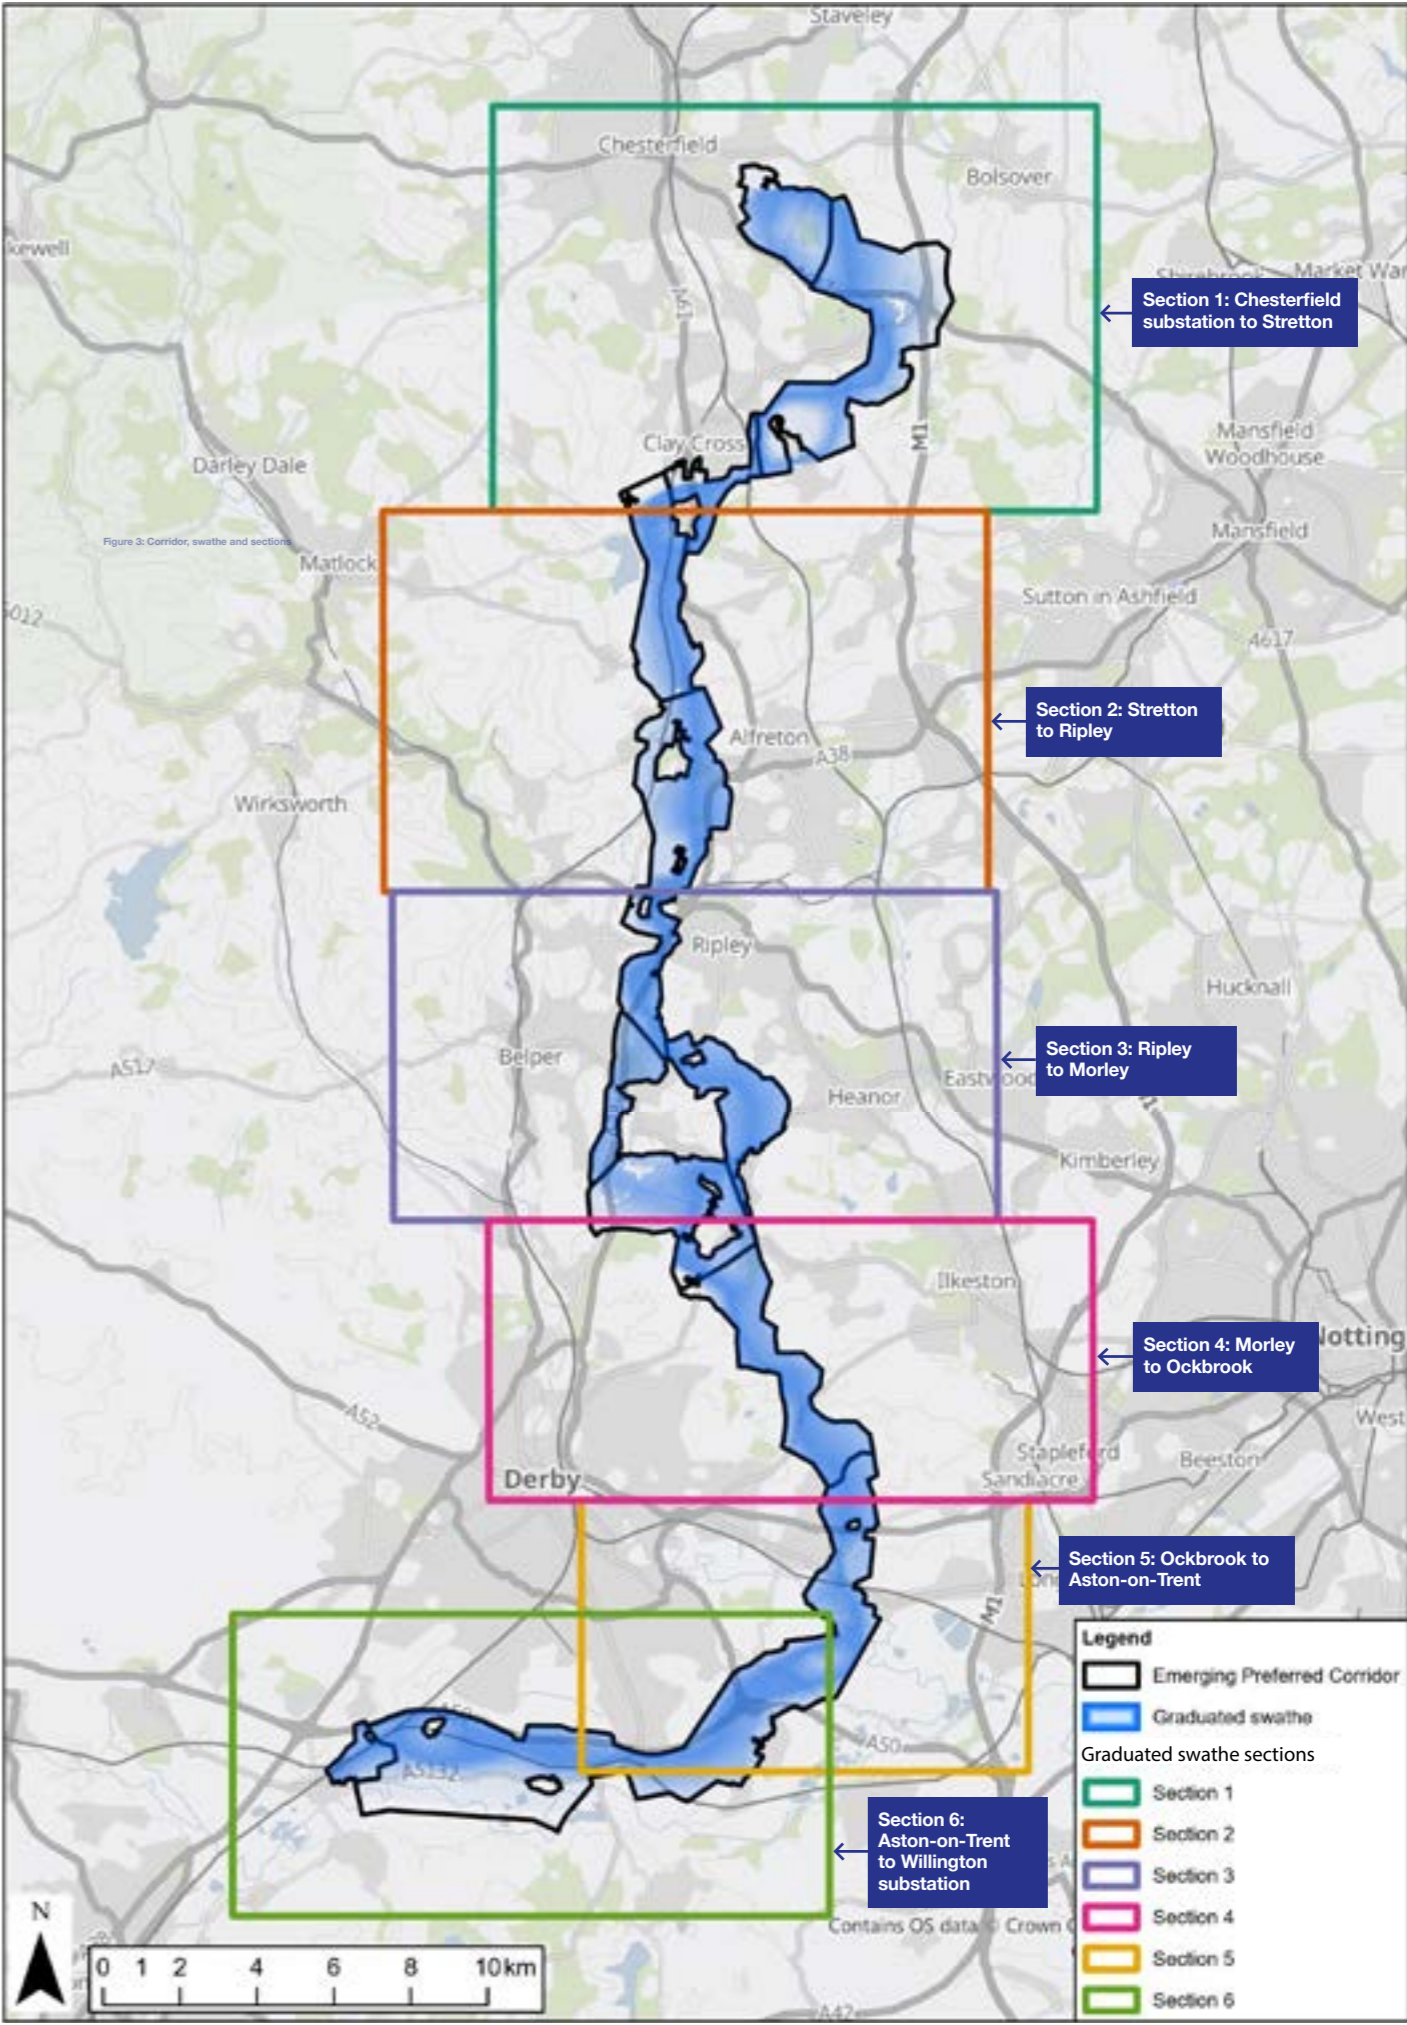 Staveley
Chesterfield
Bolsover
kewell
Market War
Section 1: Chesterfield
substation to Stretton
A61
M1
Clay Cross
Darley Dale
Mansfield
Woodhouse
Mansfield
Figure 3: Corridor, swathe and sections
Matlock
Sutton in Ashfield
4617
Section 2: Stretton
to Ripley
Alfreton
A38
Wirksworth
Ripley
Hucknall
Belper
A517
Section 3: Ripley
to Morley
Heanor
Kimberley
Ilkeston
Notting
Section 4: Morley
to Ockbrook
A52
West
Stapleford
Beeston
Sandiacre
Derby
Section 5: Ockbrook to
Aston-on-Trent
M1
A50
A5132
Section 6:
Aston-on-Trent
to Willington
substation
Contains OS data © Crown C
A42
Legend
Emerging Preferred Corridor
Graduated swathe
Graduated swathe sections
Section 1
Section 2
Section 3
Section 4
Section 5
Section 6
N
0 1 2 4 6 8 10 km